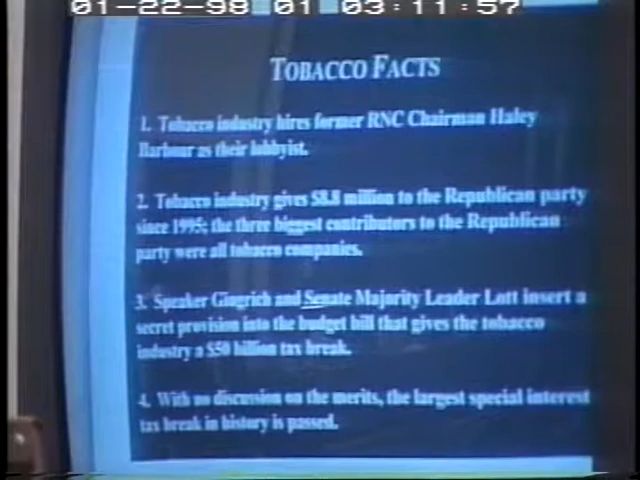 01-22-98 01 03:11:57
TOBACCO FACTS
1. Tobacco industry hires former RNC Chairman Haley
Barbour as their lobbyist.
2. Tobacco industry gives $8.8 million to the Republican party
since 1995; the three biggest contributors to the Republican
party were all tobacco companies.
3. Speaker Gingrich and Senate Majority Leader Lott insert a
secret provision into the budget bill that gives the tobacco
industry a $50 billion tax break.
4. With no discussion on the merits, the largest special interest
tax break in history is passed.